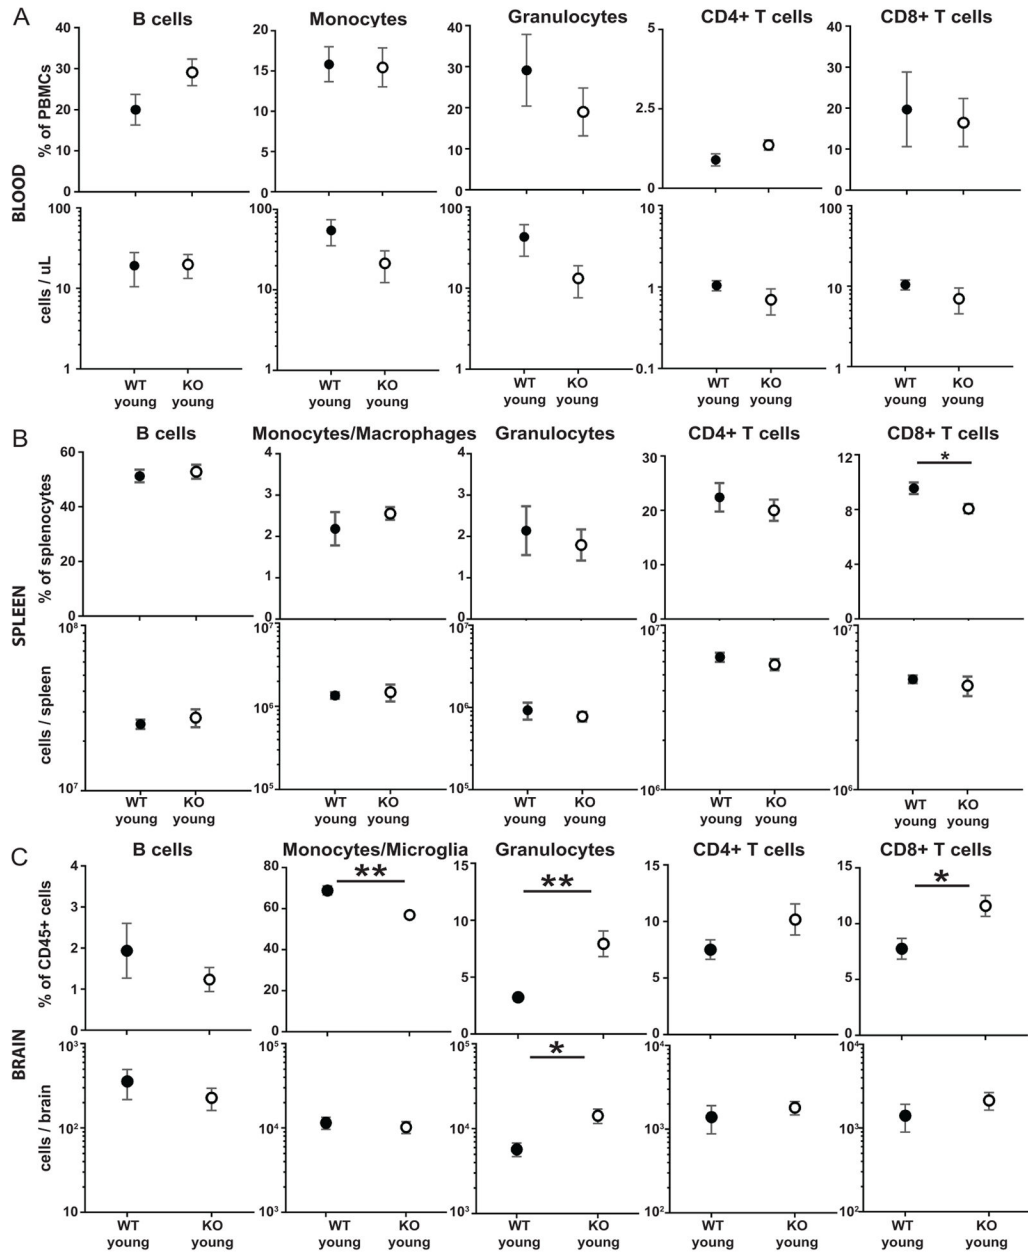 A
B cells
Monocytes
Granulocytes
CD4+ T cells
CD8+ T cells
BLOOD
% of PBMCs
40
30
20
10
0
20
15
10
5
0
40
30
20
10
0
5
2.5
0
40
30
20
10
0
cells / uL
100
10
1
100
10
1
100
10
1
10
1
0.1
100
10
1
WT young
KO young
WT young
KO young
WT young
KO young
WT young
KO young
WT young
KO young
B
B cells
Monocytes/Macrophages
Granulocytes
CD4+ T cells
CD8+ T cells
SPLEEN
% of splenocytes
60
40
20
0
4
3
2
1
0
4
3
2
1
0
30
20
10
0
12
8
4
0
*
cells / spleen
10⁸
10⁷
10⁷
10⁶
10⁵
10⁷
10⁶
10⁵
10⁷
10⁶
10⁷
10⁶
WT young
KO young
WT young
KO young
WT young
KO young
WT young
KO young
WT young
KO young
C
B cells
Monocytes/Microglia
Granulocytes
CD4+ T cells
CD8+ T cells
BRAIN
% of CD45+ cells
4
3
2
1
0
80
60
40
20
0
**
15
10
5
0
**
15
10
5
0
15
10
5
0
*
cells / brain
10³
10²
10
10⁵
10⁴
10³
10⁵
10⁴
10³
*
10⁴
10³
10²
10⁴
10³
10²
WT young
KO young
WT young
KO young
WT young
KO young
WT young
KO young
WT young
KO young